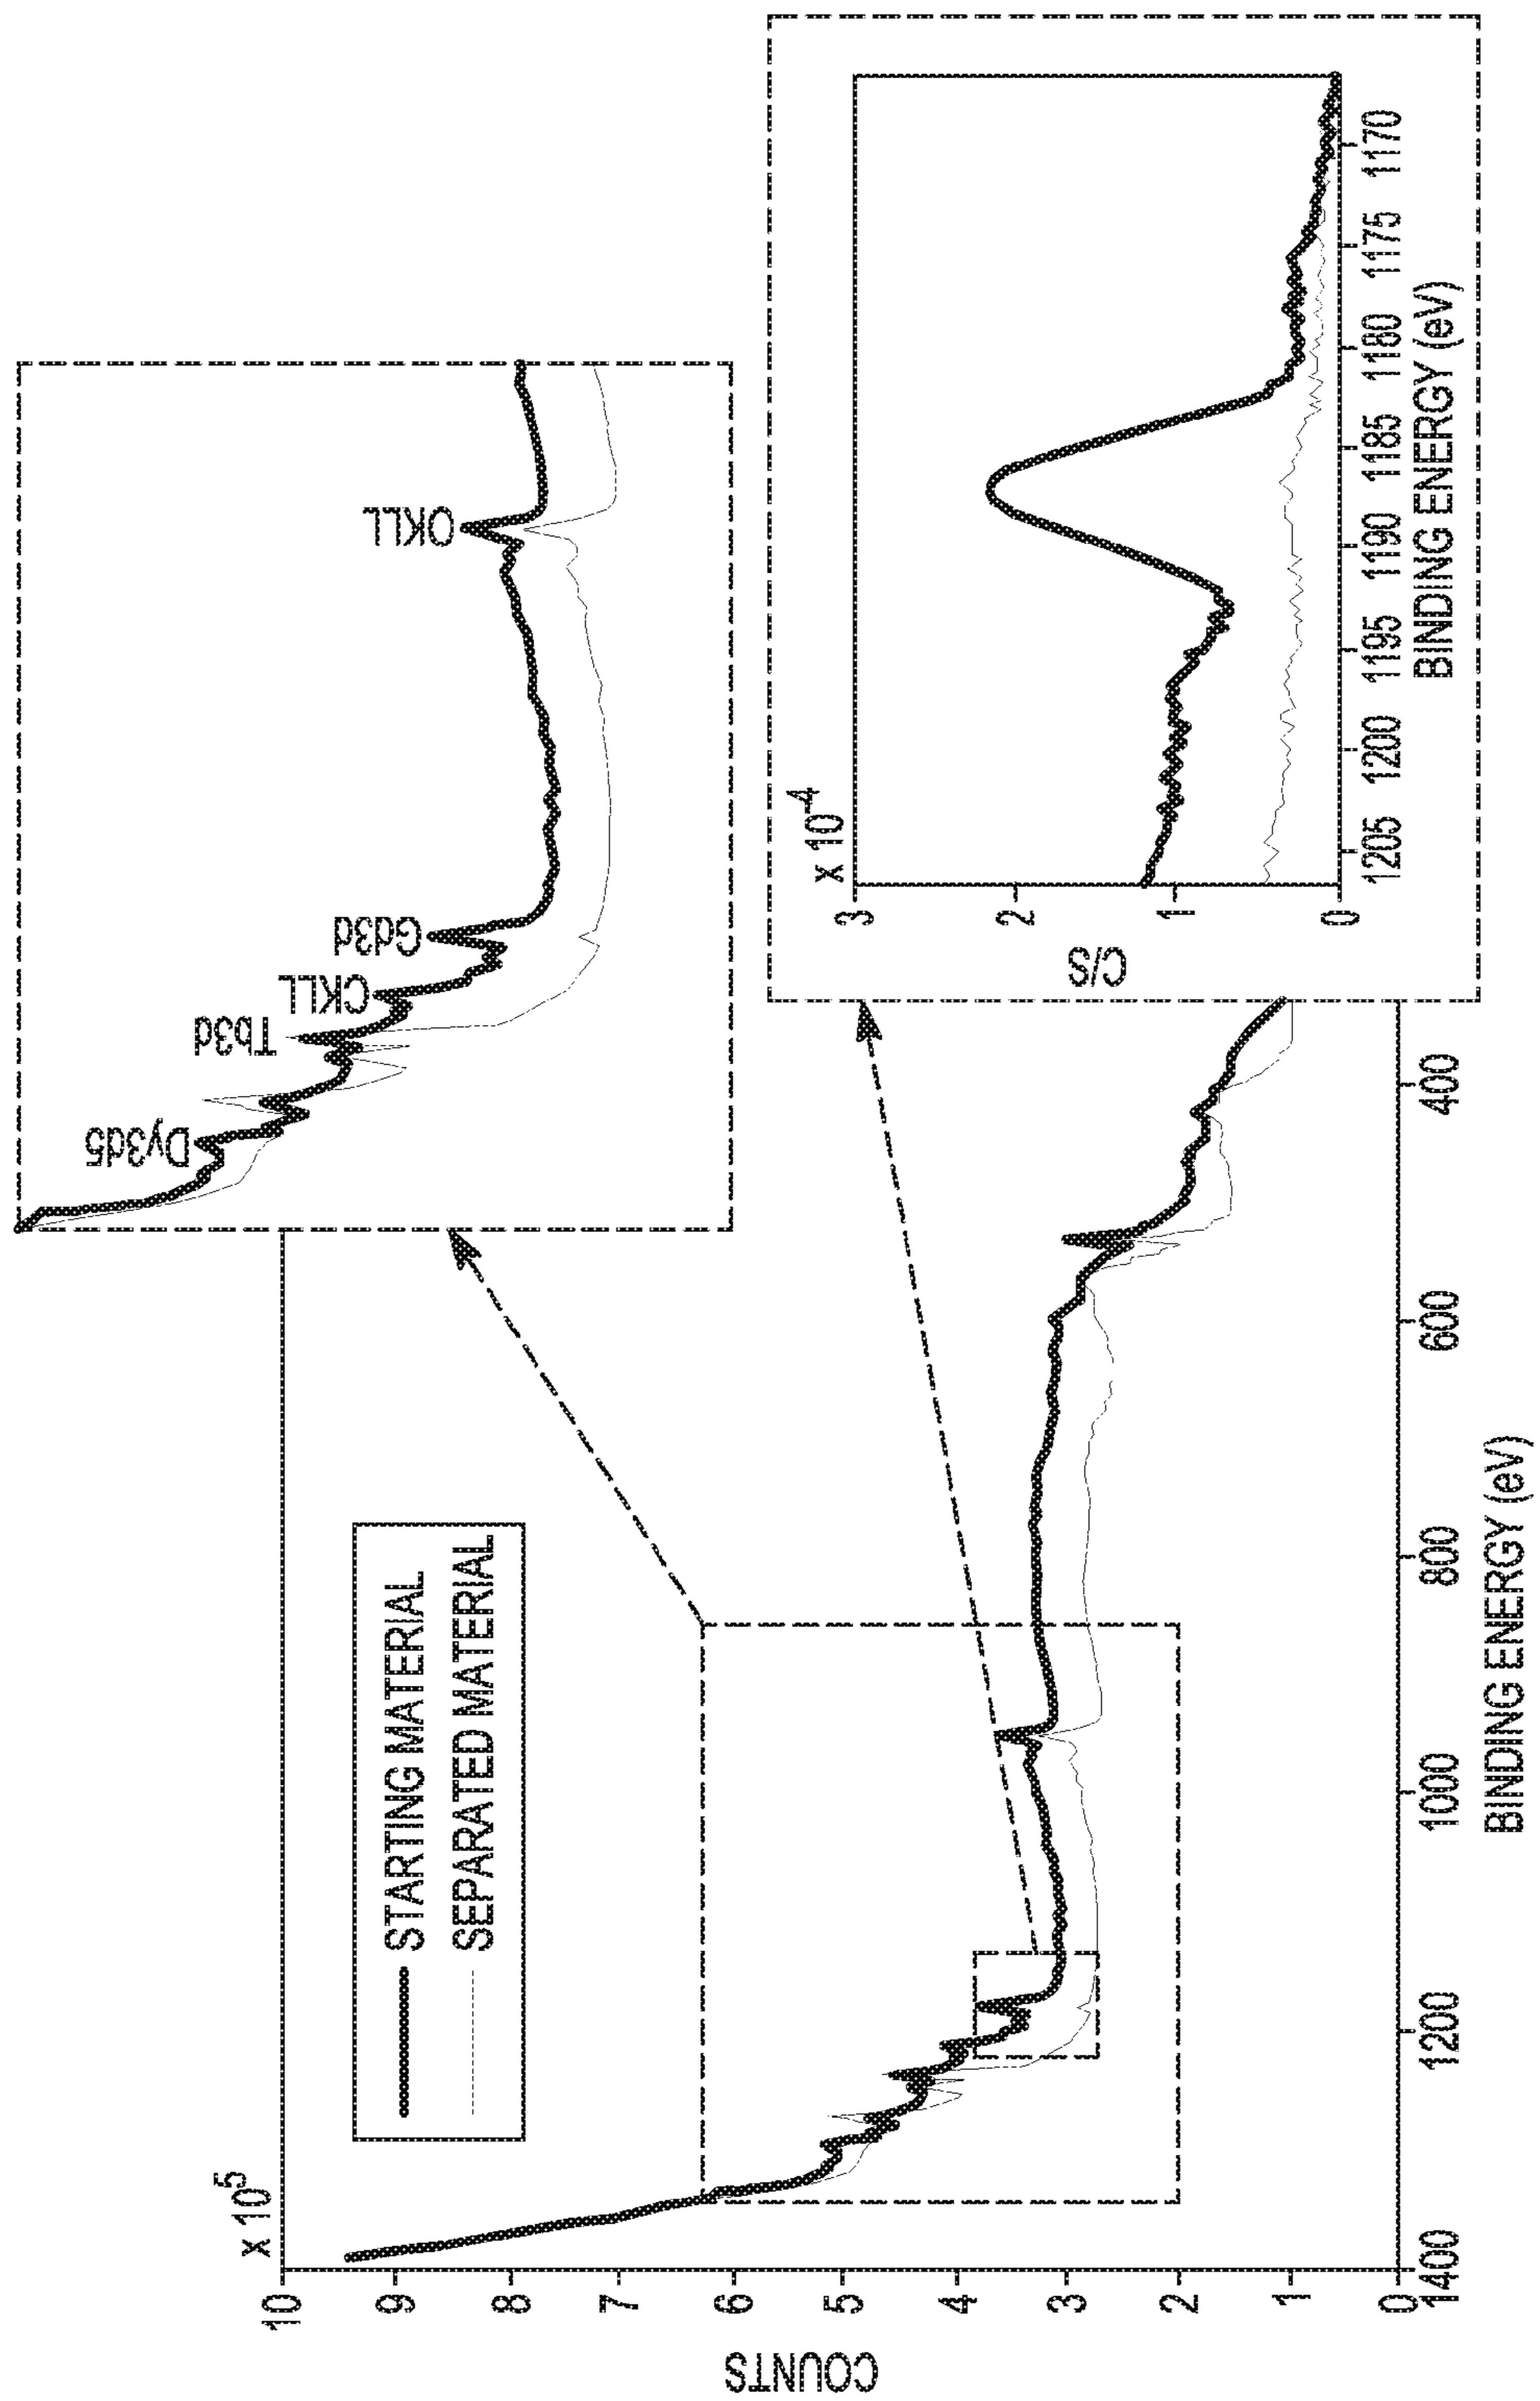 × 10⁵
COUNTS
10
9
8
7
6
5
4
3
2
1
0
1400
1200
1000
800
600
400
BINDING ENERGY (eV)
STARTING MATERIAL
SEPARATED MATERIAL
Dy3d5
Tb3d
CKLL
Gd3d
OKLL
× 10⁻⁴
C/S
3
2
1
0
1205
1200
1195
1190
1185
1180
1175
1170
BINDING ENERGY (eV)